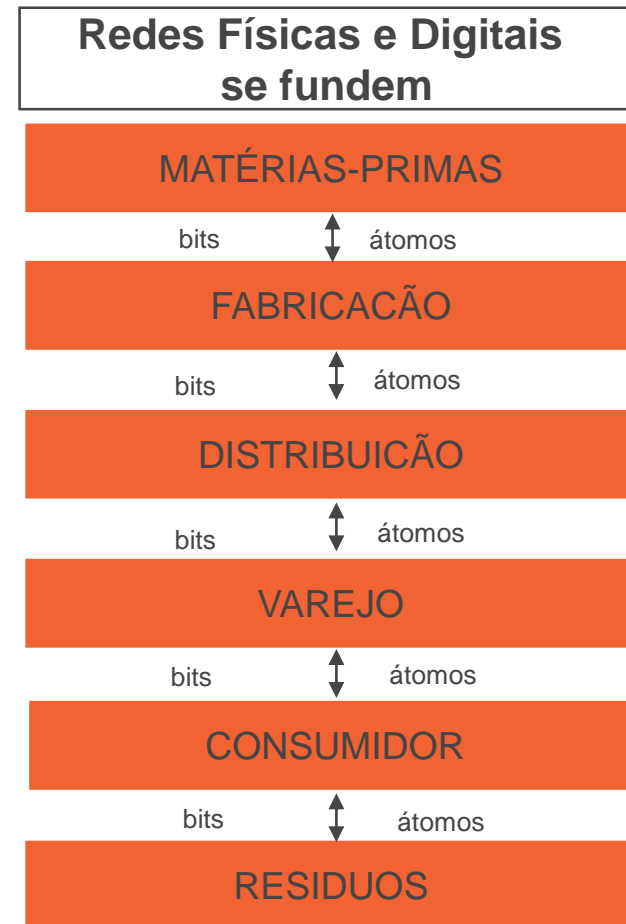 Redes Físicas e Digitais
se fundem
MATÉRIAS-PRIMAS
bits átomos
FABRICACÃO
bits átomos
DISTRIBUICÃO
bits átomos
VAREJO
bits átomos
CONSUMIDOR
bits átomos
RESIDUOS